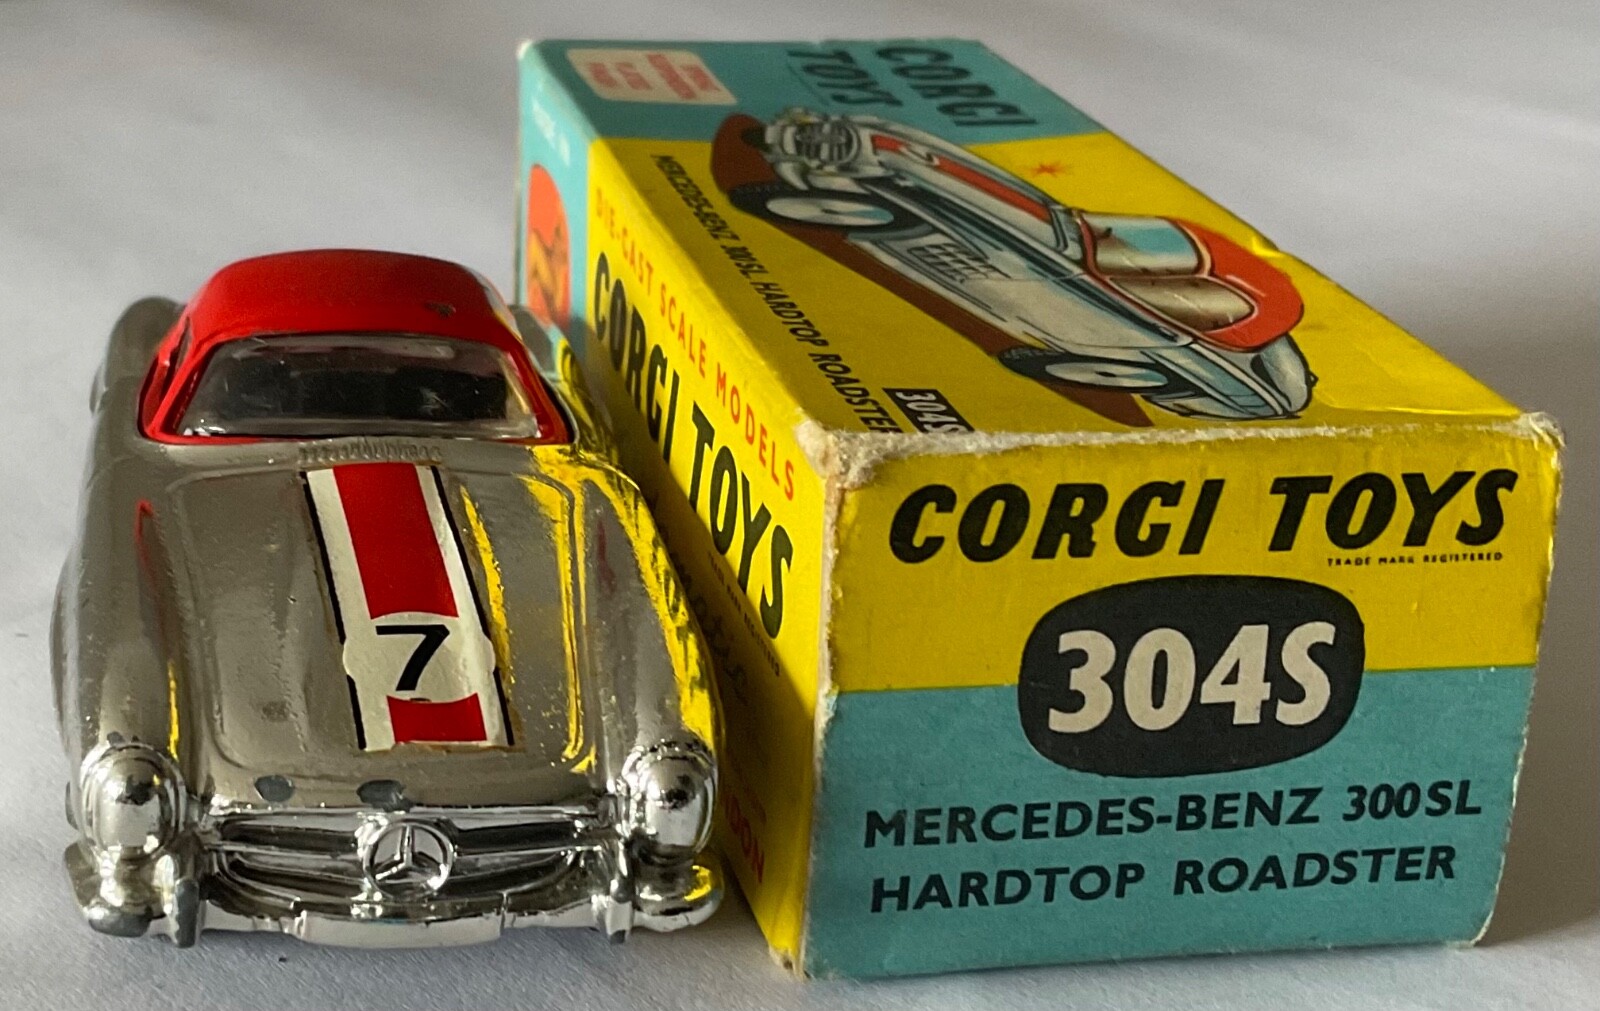 CORGI
TOYS
MERCEDES-BENZ 300SL HARDTOP ROADSTER
304S
DIE-CAST SCALE MODELS
CORGI TOYS
CORGI TOYS
TRADE MARK REGISTERED
304S
MERCEDES-BENZ 300SL
HARDTOP ROADSTER
7